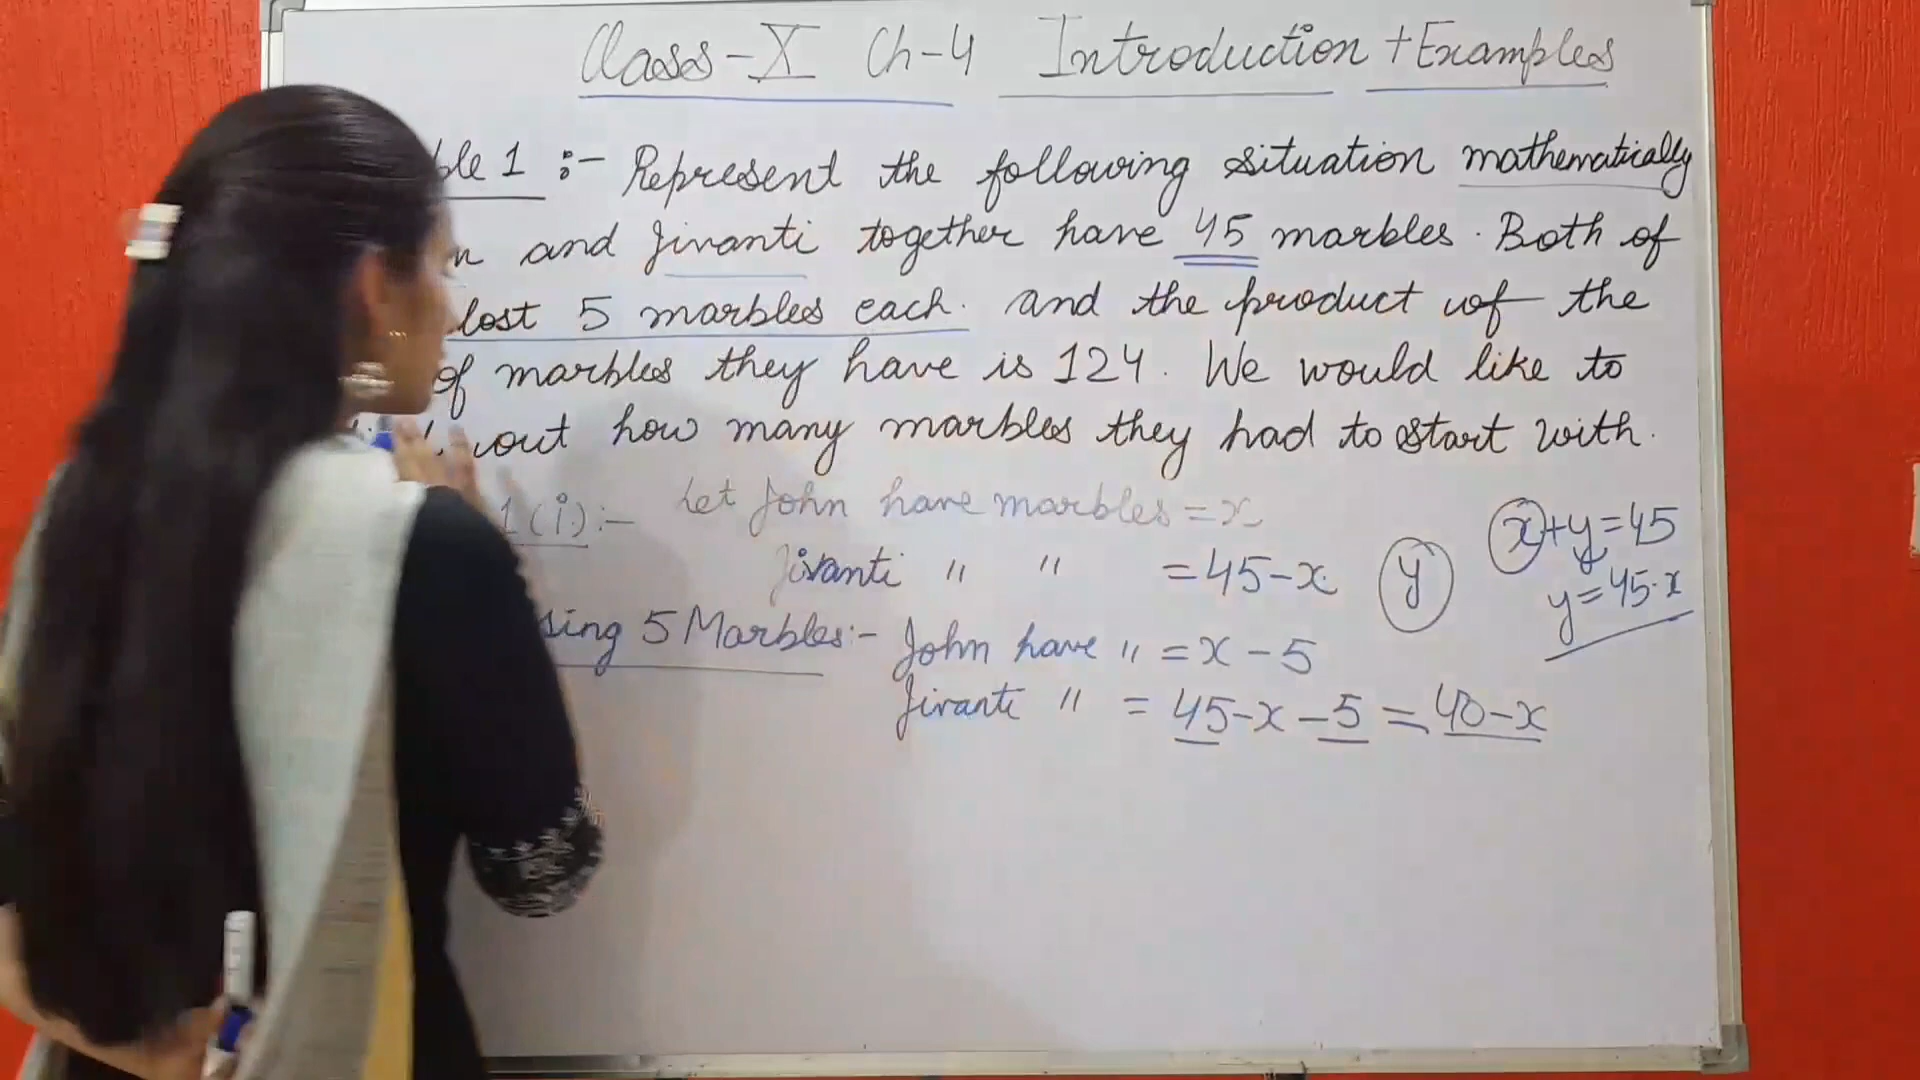 Class-X Ch-4 Introduction + Examples
ble 1 :- Represent the following situation mathematically
n and Jivanti together have 45 marbles. Both of
lost 5 marbles each. and the product of the
of marbles they have is 124. We would like to
out how many marbles they had to start with.
1(i):- Let John have marbles = x
Jivanti " " = 45-x
y
x+y=45
y=45-x
sing 5 Marbles:- John have " = x-5
Jivanti " = 45-x-5 = 40-x